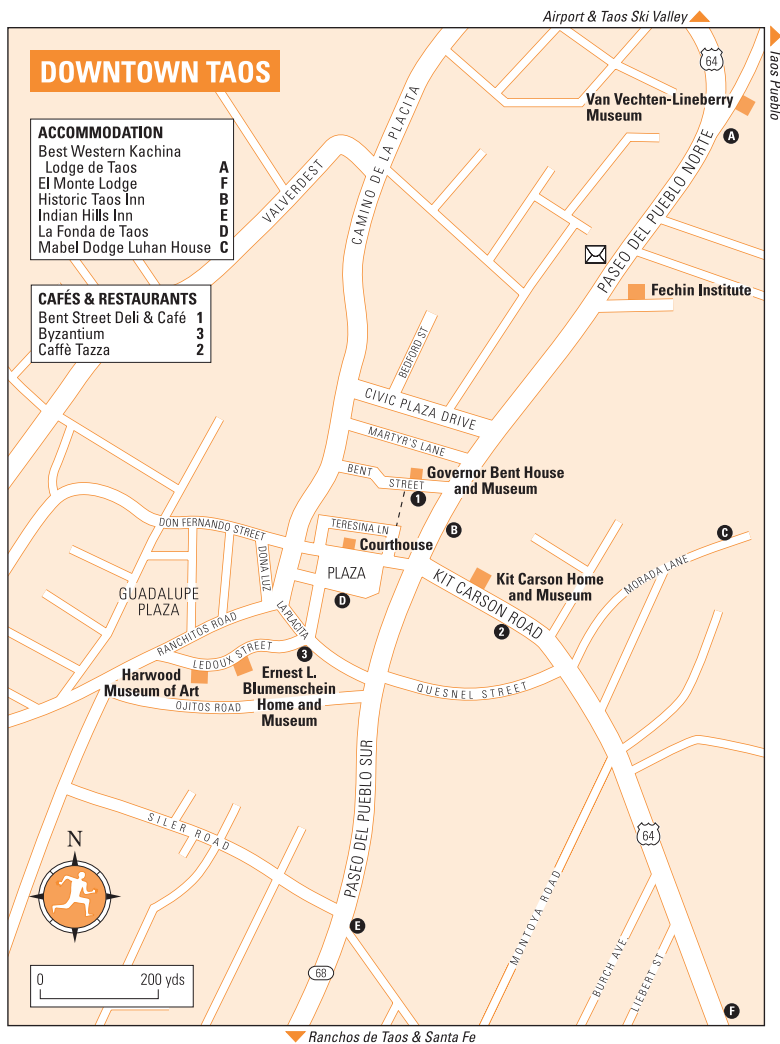 Airport & Taos Ski Valley
Taos Pueblo
DOWNTOWN TAOS
64
Van Vechten-Lineberry
Museum
A
ACCOMMODATION
Best Western Kachina
Lodge de Taos A
El Monte Lodge F
Historic Taos Inn B
Indian Hills Inn E
La Fonda de Taos D
Mabel Dodge Luhan House C
CAFÉS & RESTAURANTS
Bent Street Deli & Café 1
Byzantium 3
Caffè Tazza 2
VALVERDEST
CAMINO DE LA PLACITA
PASEO DEL PUEBLO NORTE
Fechin Institute
BEDFORD ST
CIVIC PLAZA DRIVE
MARTYR'S LANE
BENT
STREET
Governor Bent House
and Museum
1
DON FERNANDO STREET
TERESINA LN
B
C
Courthouse
DONA LUZ
PLAZA
KIT CARSON ROAD
Kit Carson Home
and Museum
MORADA LANE
GUADALUPE
PLAZA
D
LA PLACITA
RANCHITOS ROAD
2
LEDOUX STREET
3
Harwood
Museum of Art
Ernest L.
Blumenschein
Home and
Museum
QUESNEL STREET
OJITOS ROAD
PASEO DEL PUEBLO SUR
SILER ROAD
64
N
E
MONTOYA ROAD
BURCH AVE.
LIEBERT ST
68
0 200 yds
F
Ranchos de Taos & Santa Fe